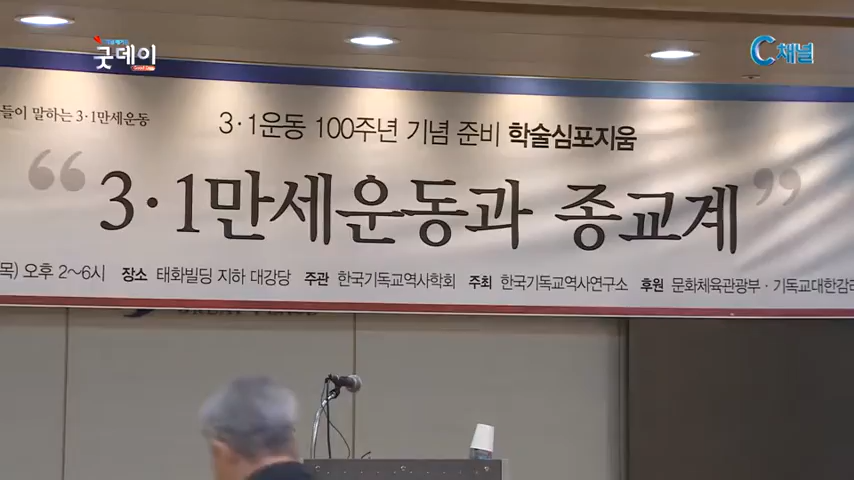 굿데이
C채널
들이 말하는 3·1만세운동
3·1운동 100주년 기념 준비 학술심포지움
“3·1만세운동과 종교계”
목) 오후 2~6시 장소 태화빌딩 지하 대강당 주관 한국기독교역사학회 주최 한국기독교역사연구소 후원 문화체육관광부·기독교대한감리